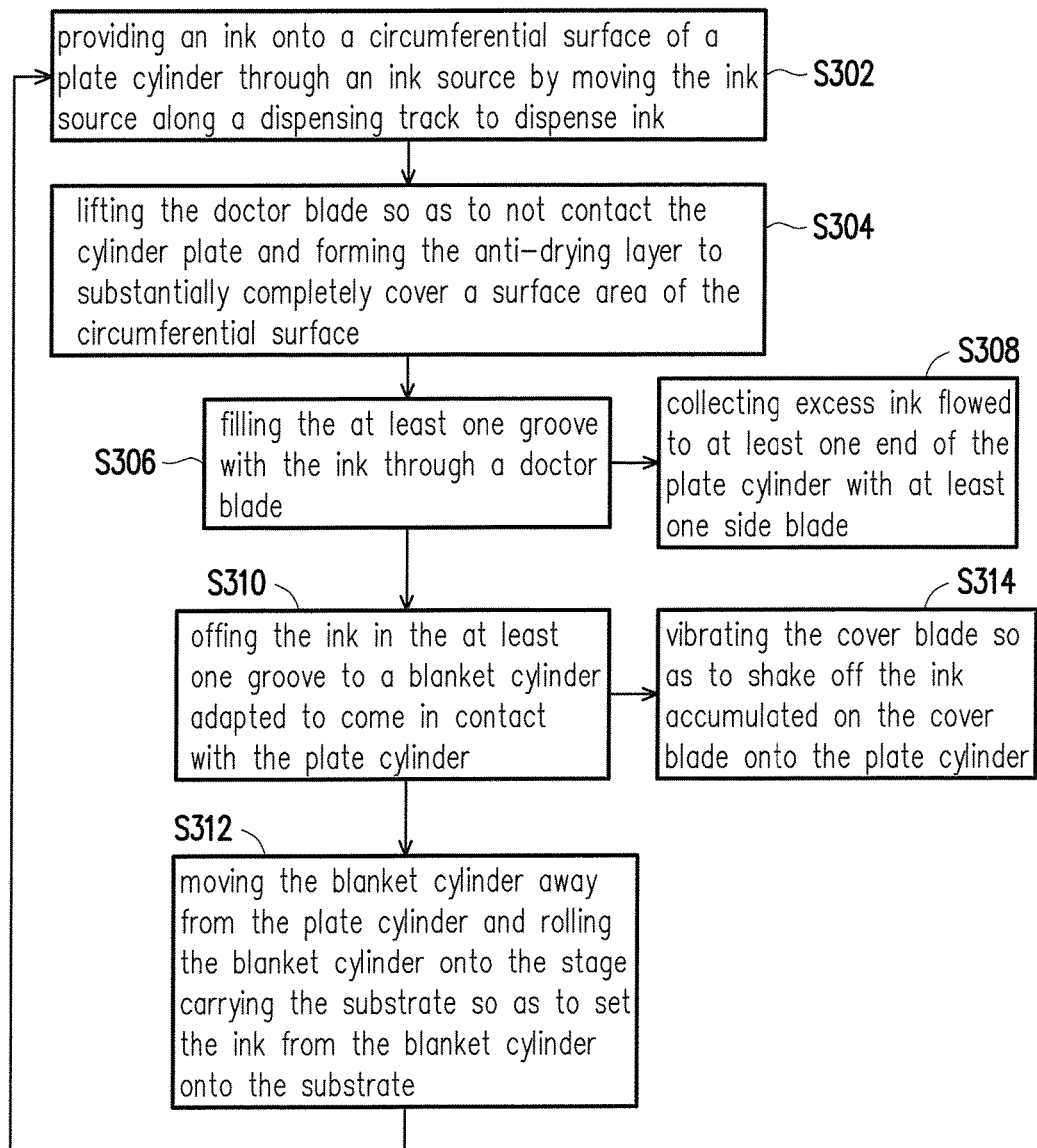 providing an ink onto a circumferential surface of a
plate cylinder through an ink source by moving the ink
source along a dispensing track to dispense ink
S302
lifting the doctor blade so as to not contact the
cylinder plate and forming the anti-drying layer to
substantially completely cover a surface area of the
circumferential surface
S304
filling the at least one groove
with the ink through a doctor
blade
S306
S308
collecting excess ink flowed
to at least one end of the
plate cylinder with at least
one side blade
S310
offing the ink in the at least
one groove to a blanket cylinder
adapted to come in contact
with the plate cylinder
S314
vibrating the cover blade so
as to shake off the ink
accumulated on the cover
blade onto the plate cylinder
S312
moving the blanket cylinder away
from the plate cylinder and rolling
the blanket cylinder onto the stage
carrying the substrate so as to set
the ink from the blanket cylinder
onto the substrate